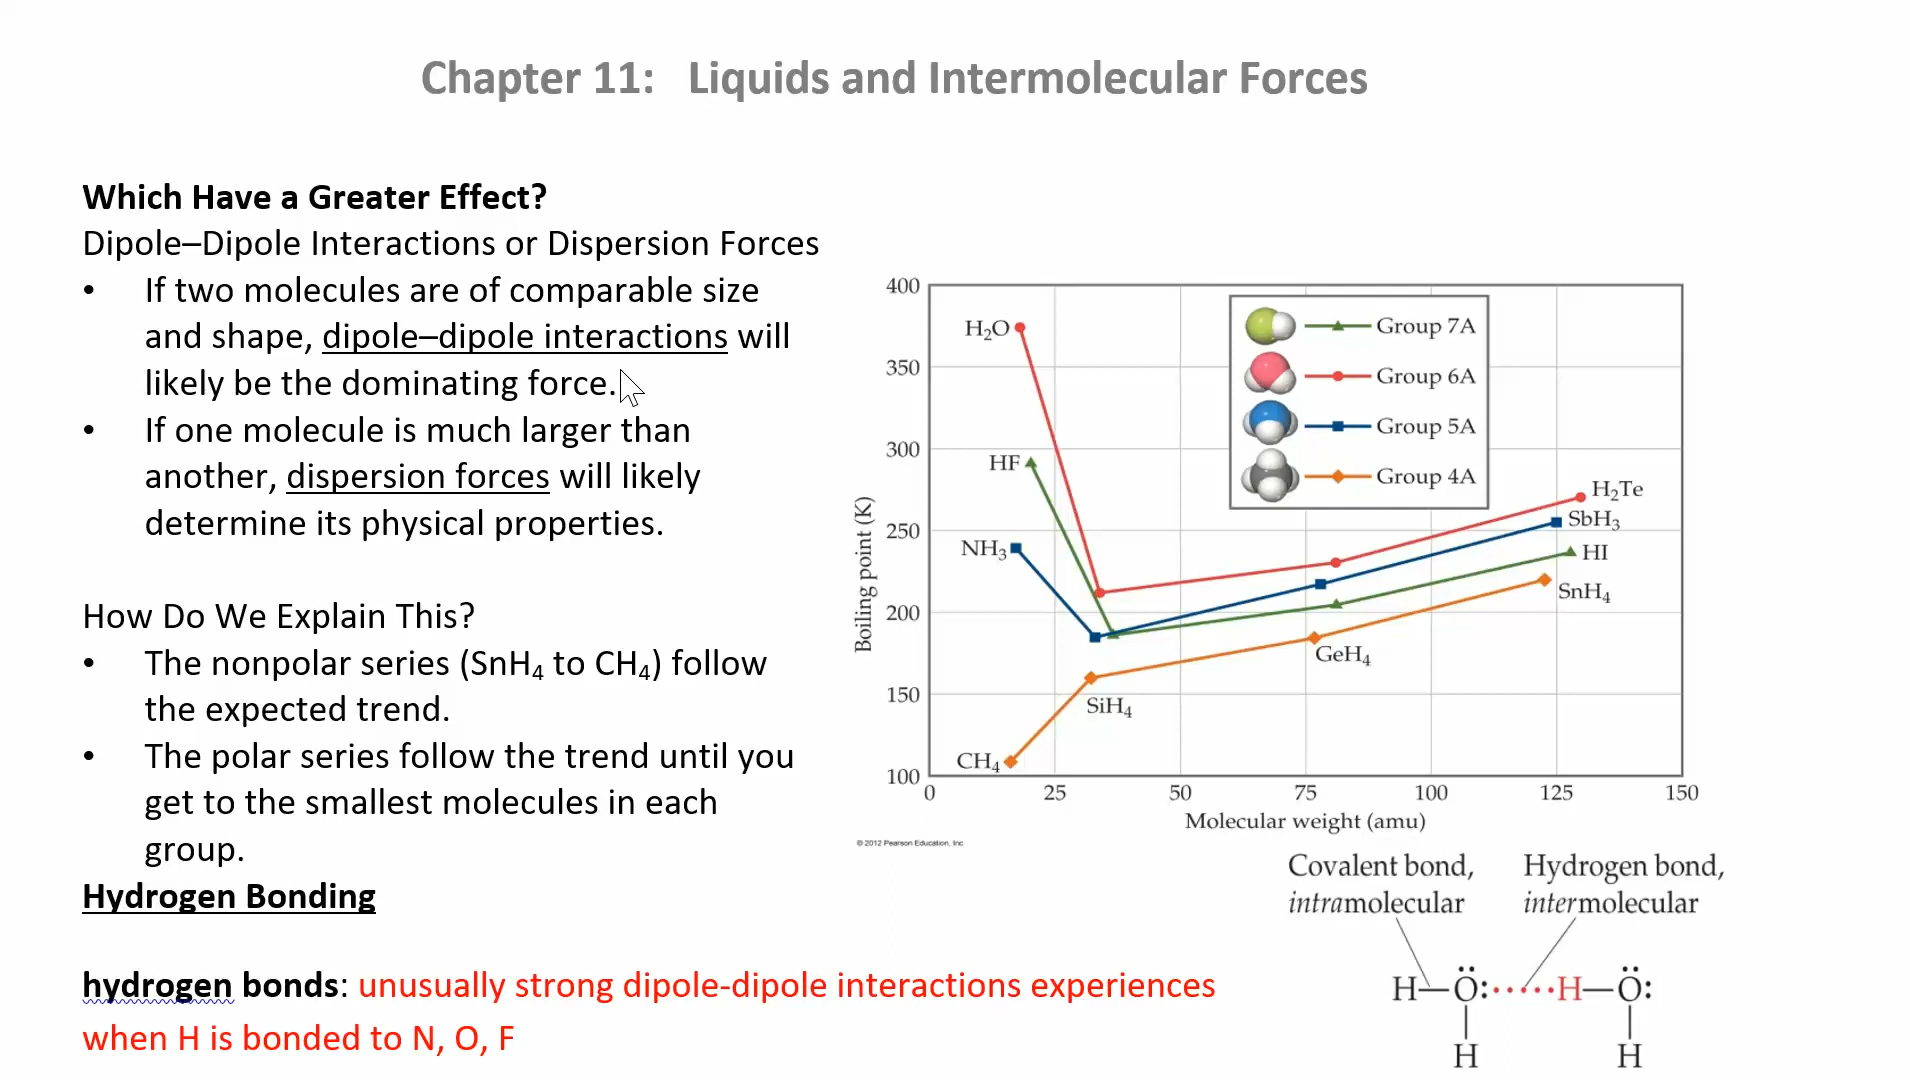 Chapter 11: Liquids and Intermolecular Forces
Which Have a Greater Effect?
Dipole–Dipole Interactions or Dispersion Forces
• If two molecules are of comparable size
and shape, dipole–dipole interactions will
likely be the dominating force.
• If one molecule is much larger than
another, dispersion forces will likely
determine its physical properties.
How Do We Explain This?
• The nonpolar series (SnH₄ to CH₄) follow
the expected trend.
• The polar series follow the trend until you
get to the smallest molecules in each
group.
Hydrogen Bonding
hydrogen bonds: unusually strong dipole-dipole interactions experiences
when H is bonded to N, O, F
Boiling point (K)
400
350
300
250
200
150
100
H₂O
HF
NH₃
CH₄
SiH₄
GeH₄
Group 7A
Group 6A
Group 5A
Group 4A
H₂Te
SbH₃
HI
SnH₄
0 25 50 75 100 125 150
Molecular weight (amu)
© 2012 Pearson Education, Inc.
Covalent bond,
intramolecular
Hydrogen bond,
intermolecular
H—O:·····H—O:
H H